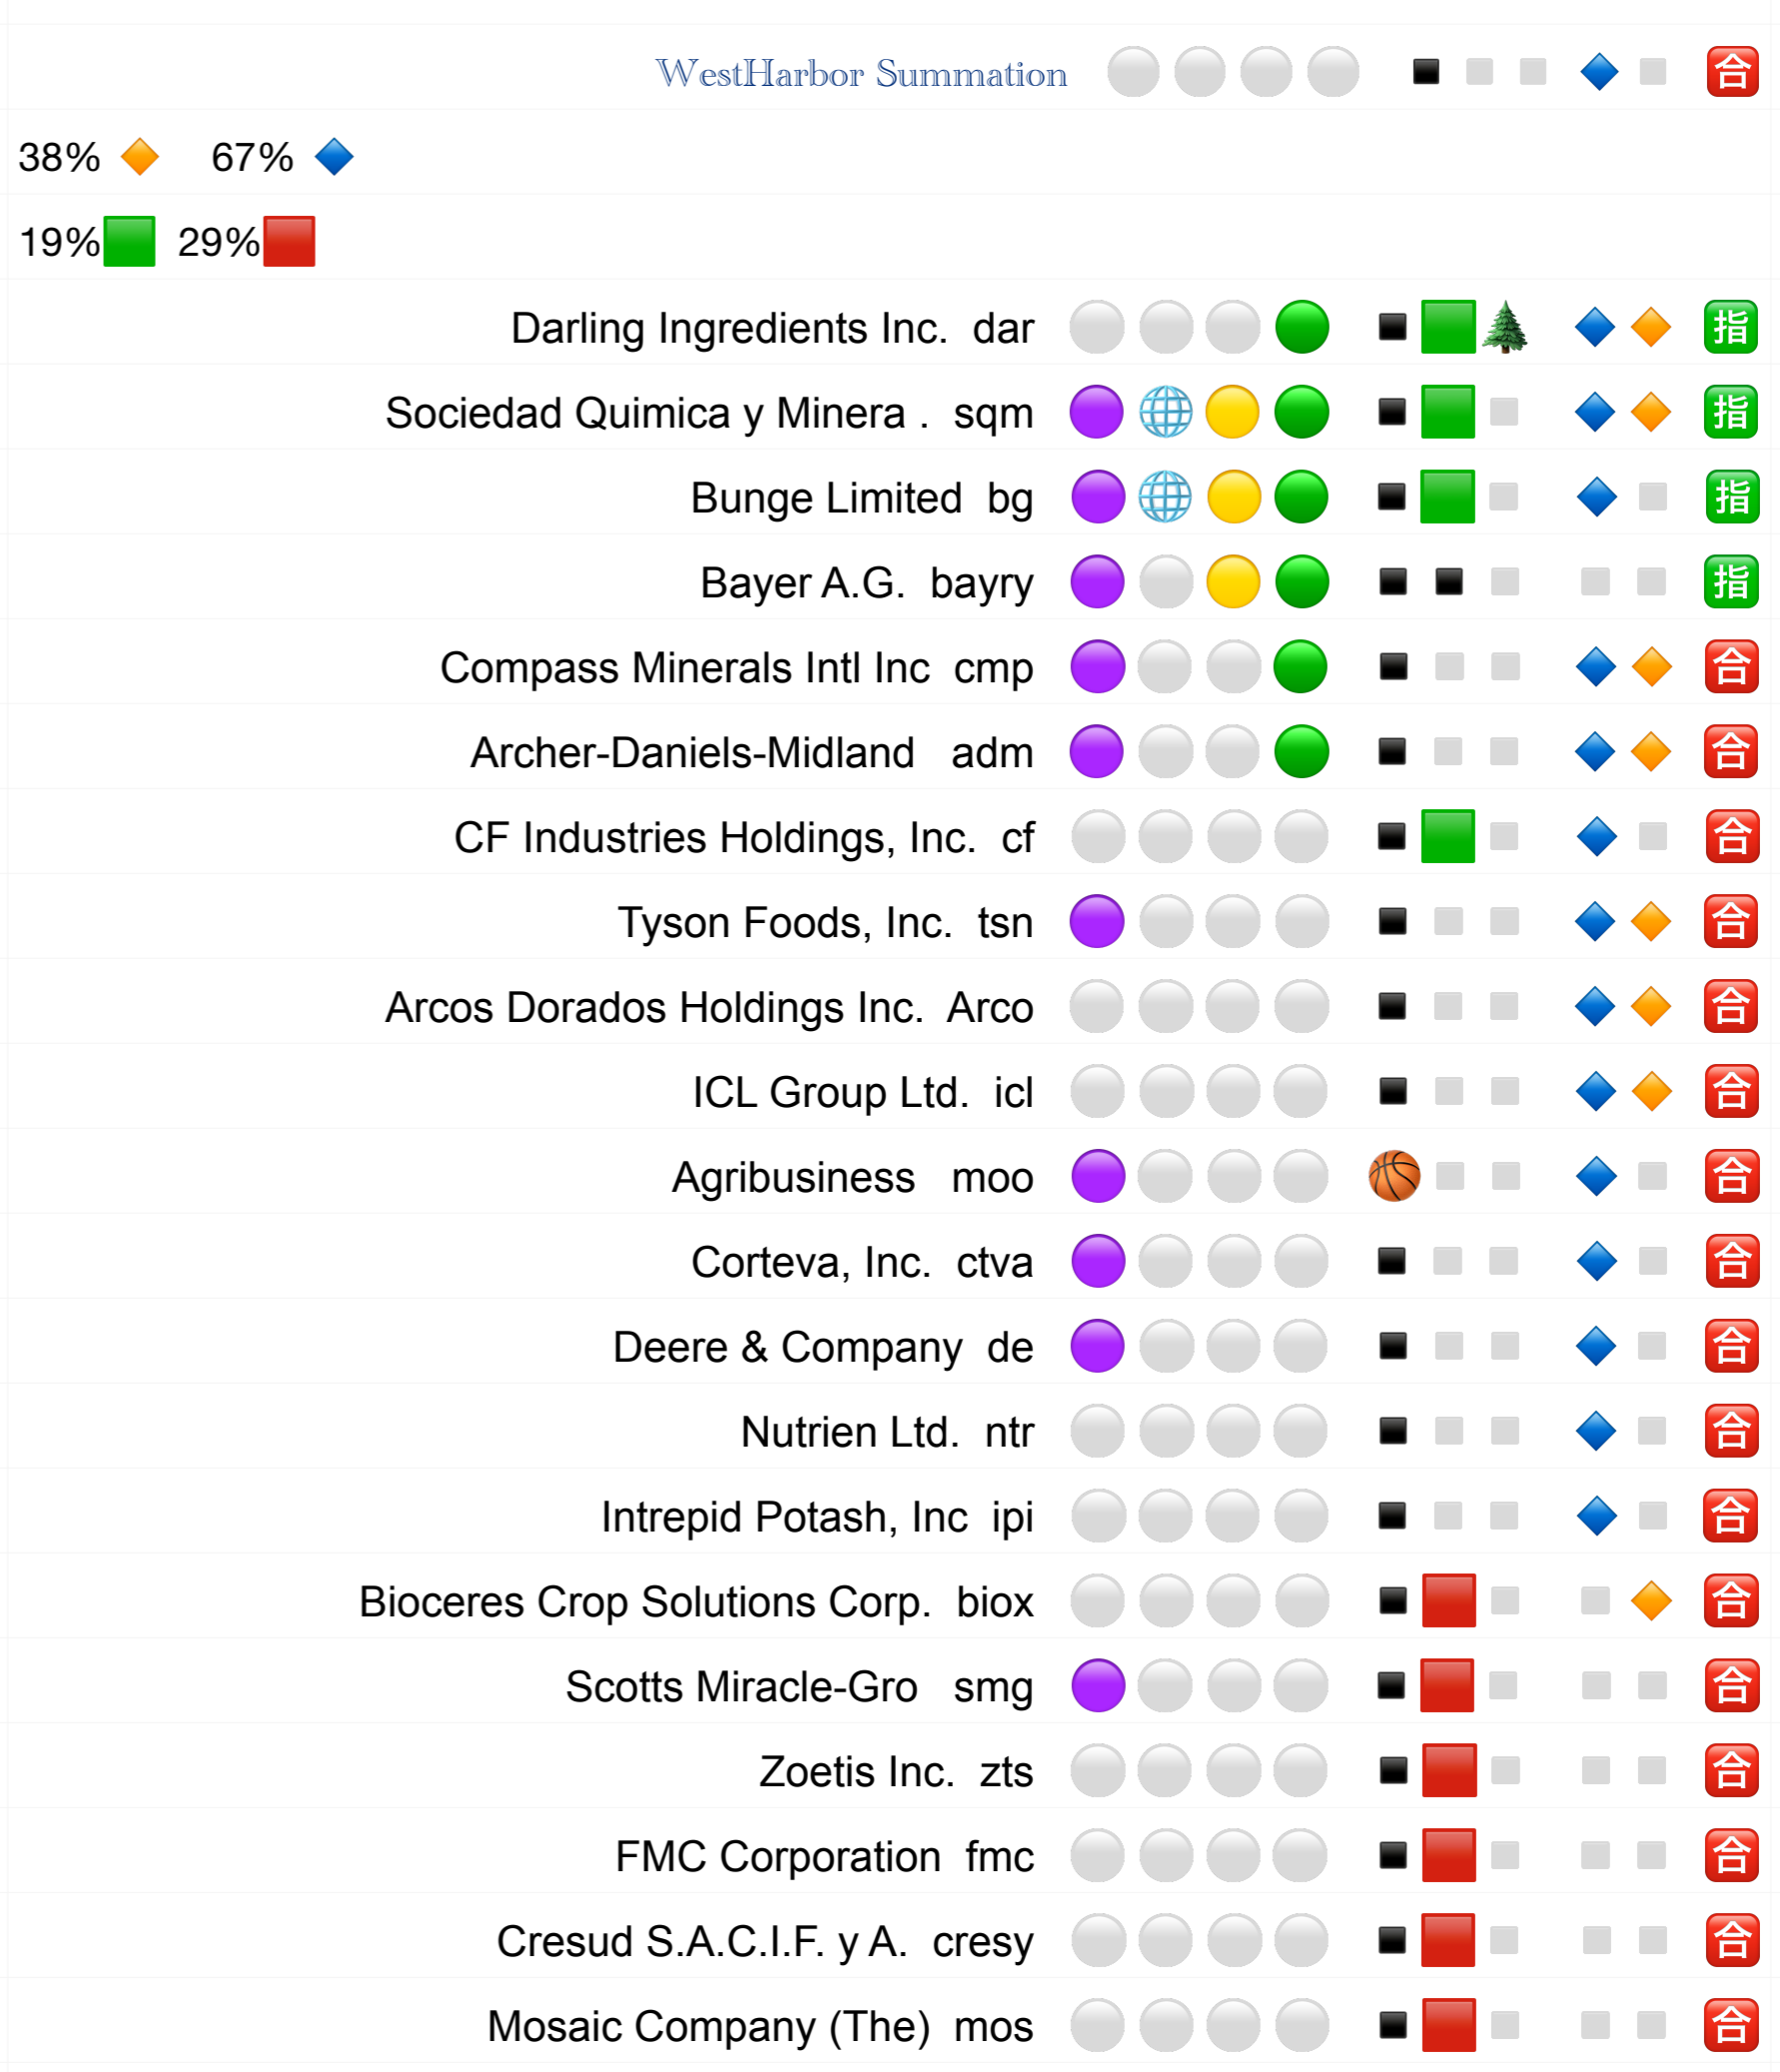 WestHarbor Summation 合
38% 67%
19% 29%
Darling Ingredients Inc. dar 指
Sociedad Quimica y Minera . sqm 指
Bunge Limited bg 指
Bayer A.G. bayry 指
Compass Minerals Intl Inc cmp 合
Archer-Daniels-Midland adm 合
CF Industries Holdings, Inc. cf 合
Tyson Foods, Inc. tsn 合
Arcos Dorados Holdings Inc. Arco 合
ICL Group Ltd. icl 合
Agribusiness moo 合
Corteva, Inc. ctva 合
Deere & Company de 合
Nutrien Ltd. ntr 合
Intrepid Potash, Inc ipi 合
Bioceres Crop Solutions Corp. biox 合
Scotts Miracle-Gro smg 合
Zoetis Inc. zts 合
FMC Corporation fmc 合
Cresud S.A.C.I.F. y A. cresy 合
Mosaic Company (The) mos 合